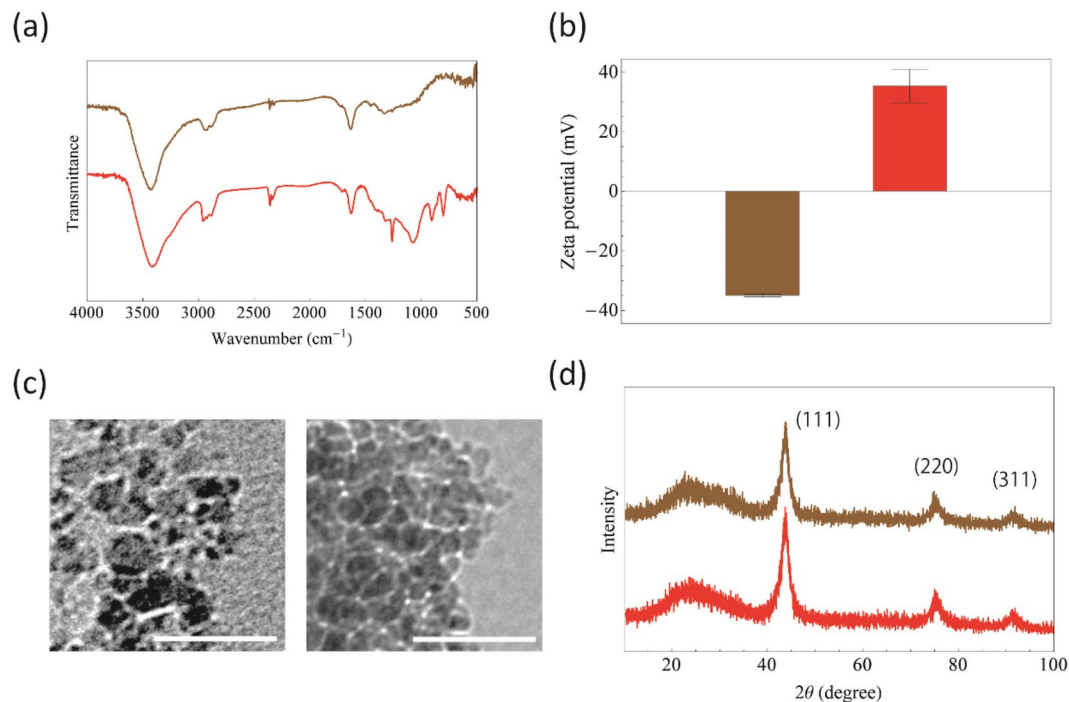 (a)
Transmittance
4000 3500 3000 2500 2000 1500 1000 500
Wavenumber (cm⁻¹)
(b)
Zeta potential (mV)
40
20
0
−20
−40
(c)
(d)
Intensity
(111)
(220)
(311)
20 40 60 80 100
2θ (degree)